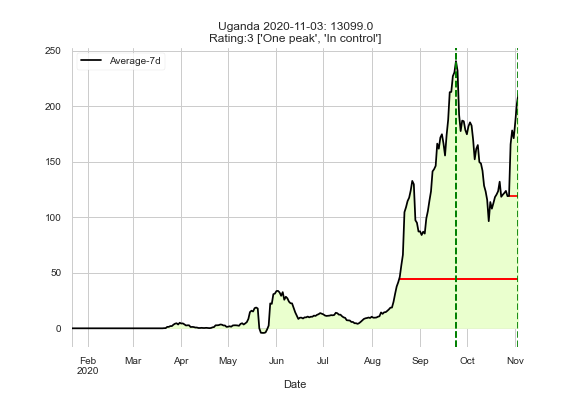 Uganda 2020-11-03: 13099.0
Rating:3 ['One peak', 'In control']
Average-7d
250
200
150
100
50
0
Feb Mar Apr May Jun Jul Aug Sep Oct Nov
2020
Date